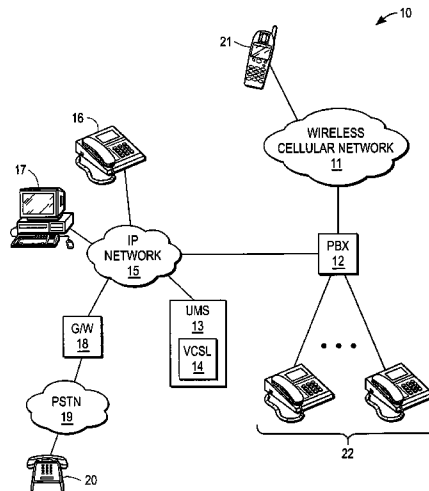 10
21
WIRELESS
CELLULAR NETWORK
11
16
17
IP
NETWORK
15
PBX
12
UMS
13
VCSL
14
G/W
18
PSTN
19
20
• • •
22